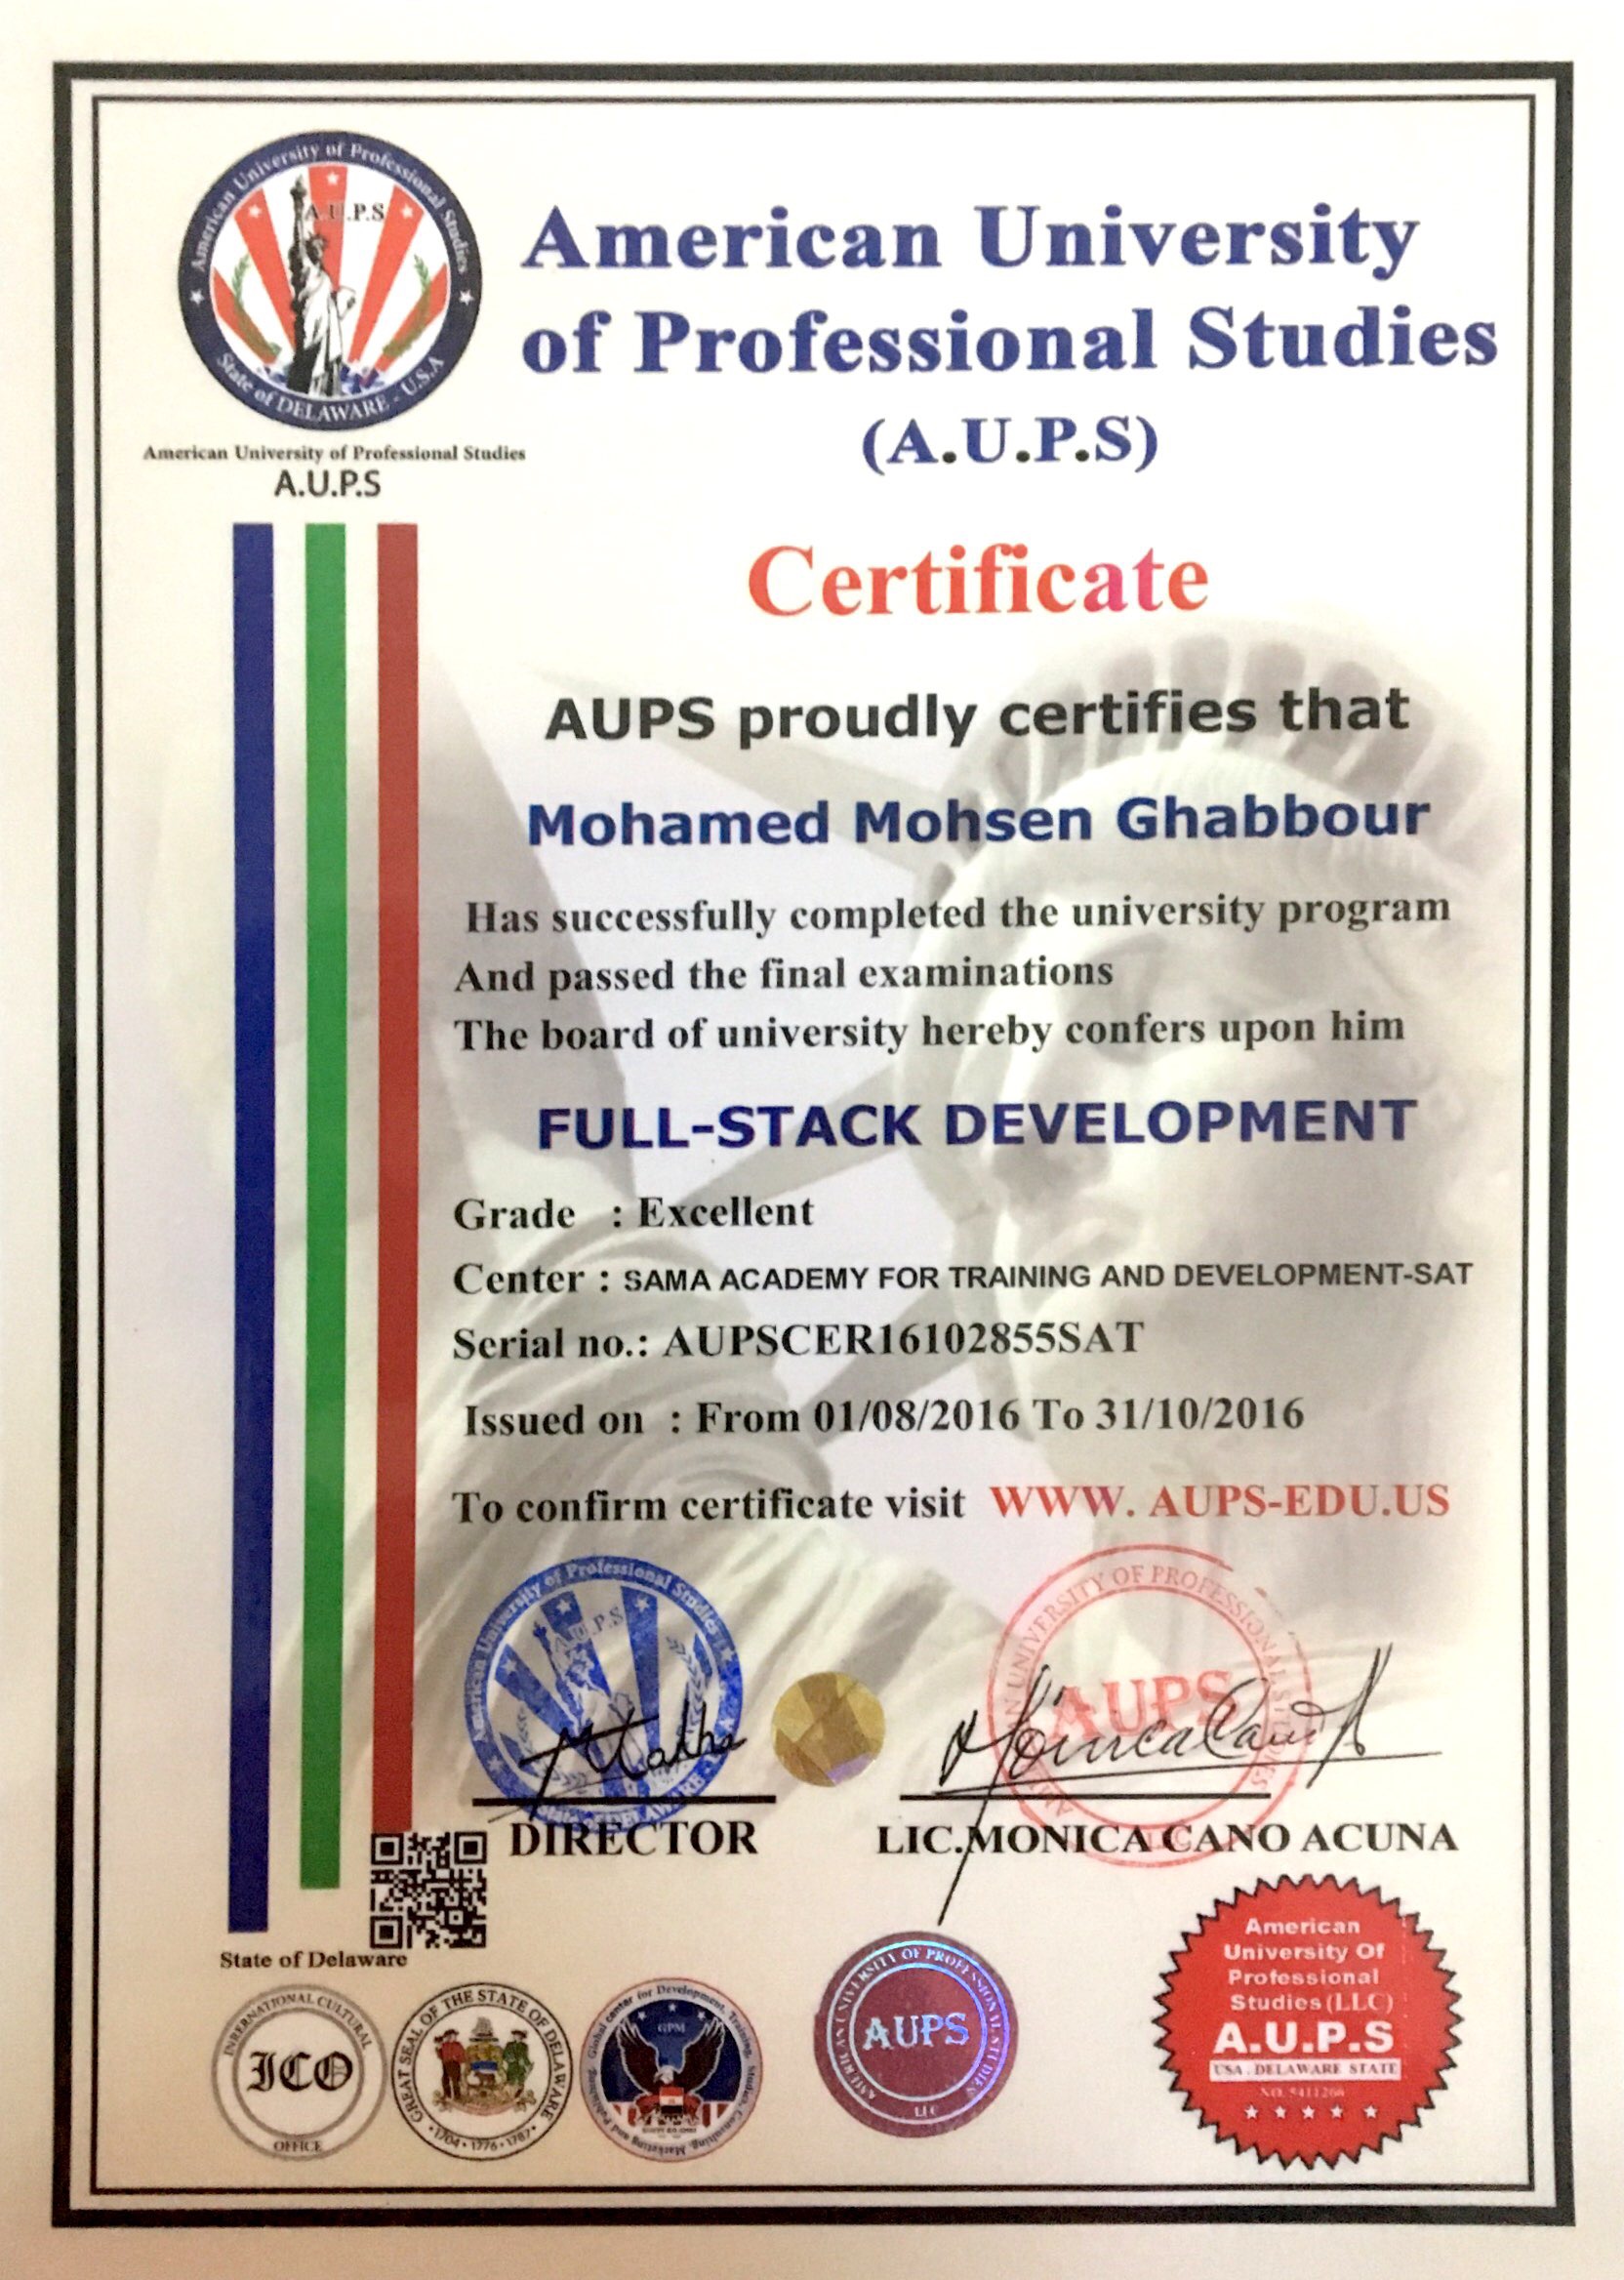 American University of Professional Studies
A.U.P.S
State of DELAWARE - U.S.A
American University of Professional Studies
A.U.P.S
American University
of Professional Studies
(A.U.P.S)
Certificate
AUPS proudly certifies that
Mohamed Mohsen Ghabbour
Has successfully completed the university program
And passed the final examinations
The board of university hereby confers upon him
FULL-STACK DEVELOPMENT
Grade : Excellent
Center : SAMA ACADEMY FOR TRAINING AND DEVELOPMENT-SAT
Serial no.: AUPSCER16102855SAT
Issued on : From 01/08/2016 To 31/10/2016
To confirm certificate visit WWW. AUPS-EDU.US
American University of Professional Studies
A.U.P.S
UNIVERSITY OF PROFESSIONAL STUDIES
AUPS
DIRECTOR
LIC.MONICA CANO ACUNA
State of Delaware
INBERNATIONAL CULTURAL
ICO
OFFICE
GREAT SEAL OF THE STATE OF DELAWARE
1704 • 1776 • 1787
Global center for Development, Training, Studies, Consulting, Marketing and Publishing
GPM
AMERICAN UNIVERSITY OF PROFESSIONAL STUDIES
AUPS
LLC
American
University Of
Professional
Studies (LLC)
A.U.P.S
USA . DELAWARE STATE
NO. 5411266